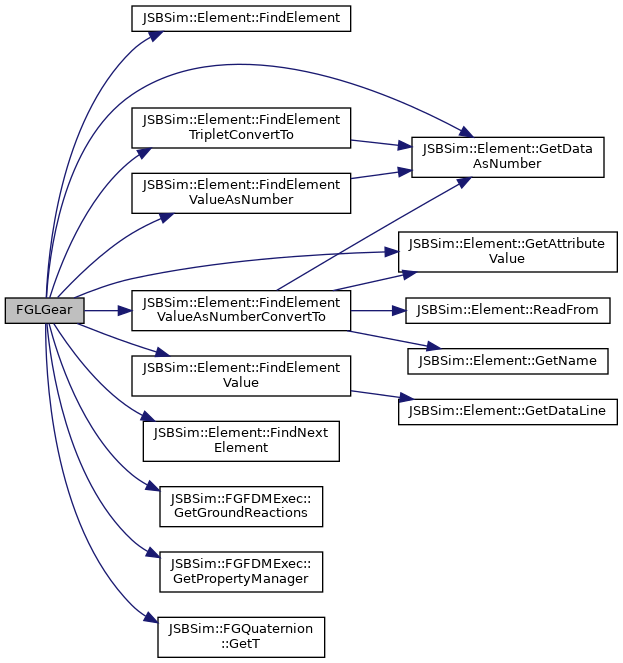 JSBSim::Element::FindElement
JSBSim::Element::FindElement
TripletConvertTo
JSBSim::Element::GetData
AsNumber
JSBSim::Element::FindElement
ValueAsNumber
JSBSim::Element::GetAttribute
Value
FGLGear
JSBSim::Element::FindElement
ValueAsNumberConvertTo
JSBSim::Element::ReadFrom
JSBSim::Element::GetName
JSBSim::Element::FindElement
Value
JSBSim::Element::GetDataLine
JSBSim::Element::FindNext
Element
JSBSim::FGFDMExec::
GetGroundReactions
JSBSim::FGFDMExec::
GetPropertyManager
JSBSim::FGQuaternion
::GetT